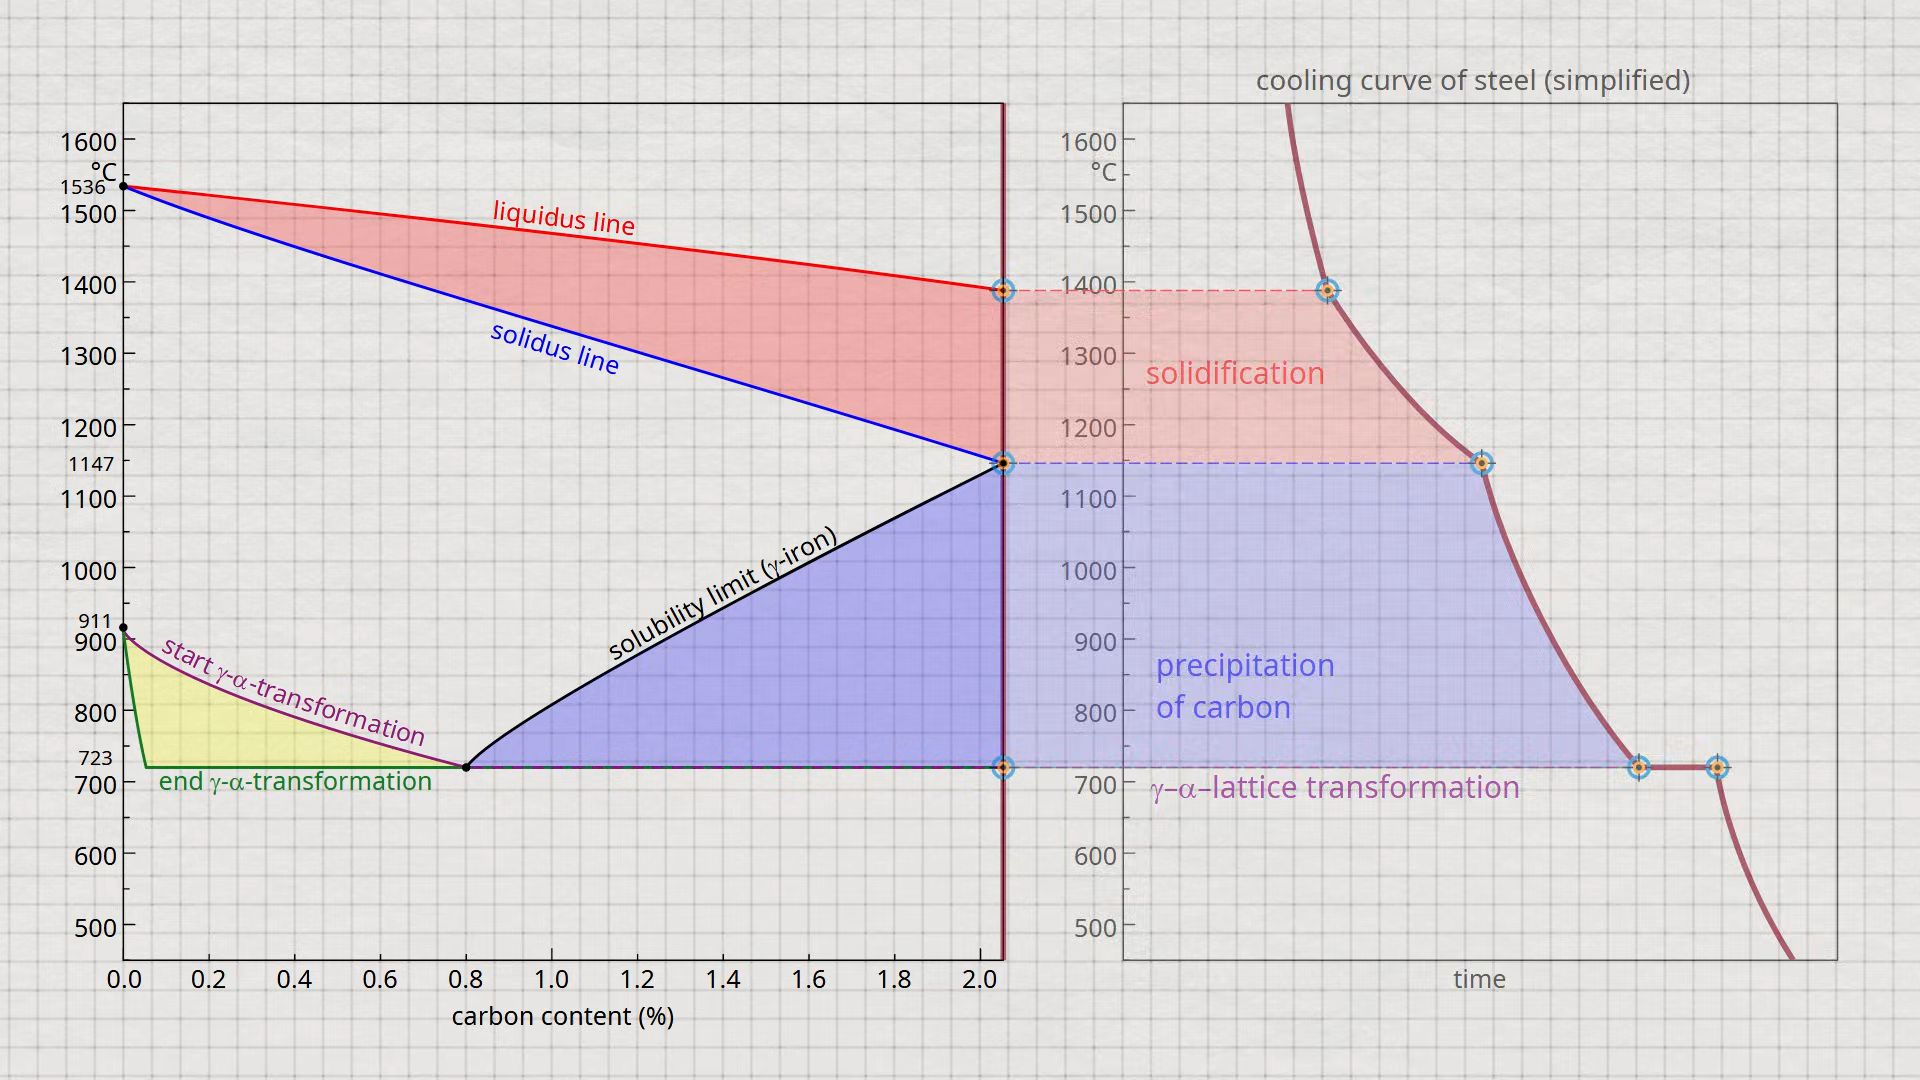 cooling curve of steel (simplified)
1600
°C
1536
1500
1400
1300
1200
1147
1100
1000
911
900
800
723
700
600
500
liquidus line
solidus line
solubility limit (γ-iron)
start γ-α-transformation
end γ-α-transformation
0.0 0.2 0.4 0.6 0.8 1.0 1.2 1.4 1.6 1.8 2.0
carbon content (%)
1600
°C
1500
1400
1300
1200
1100
1000
900
800
700
600
500
solidification
precipitation
of carbon
γ–α–lattice transformation
time